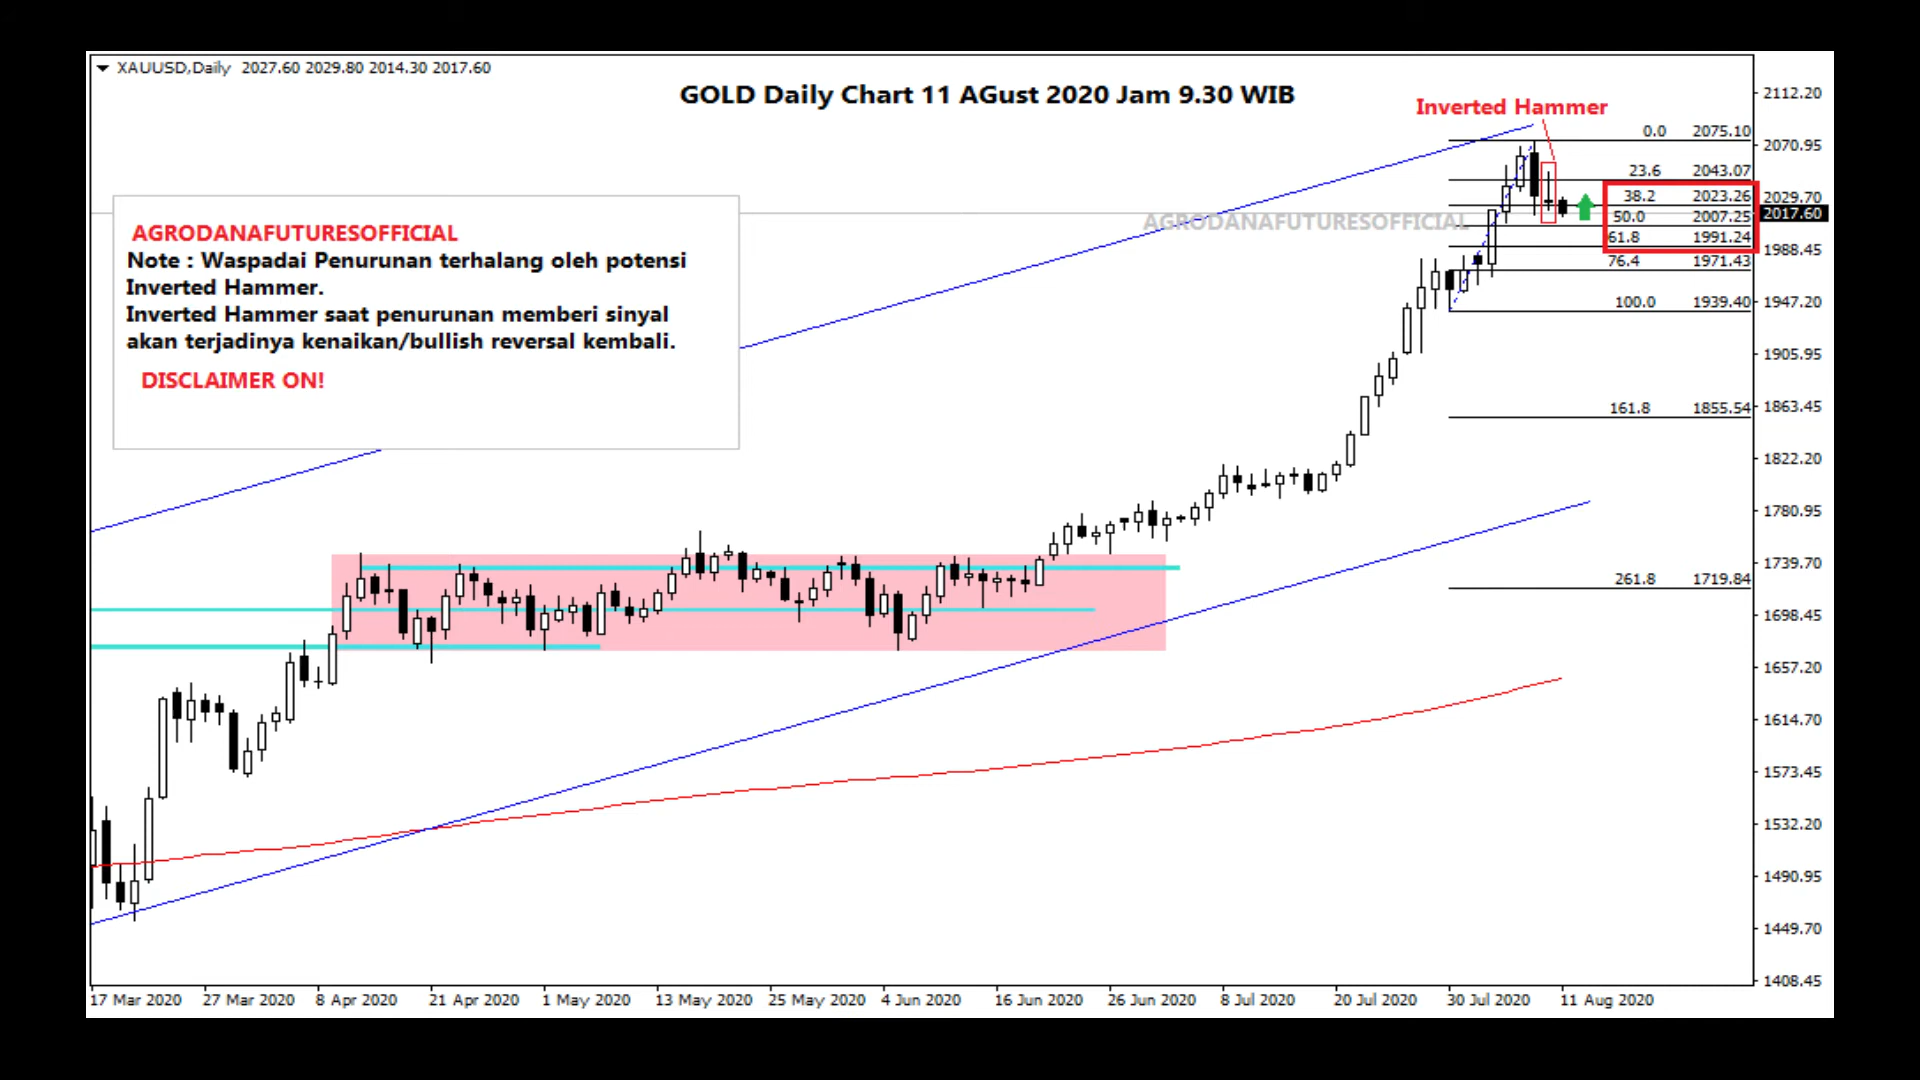 XAUUSD,Daily 2027.60 2029.80 2014.30 2017.60
GOLD Daily Chart 11 AGust 2020 Jam 9.30 WIB
Inverted Hammer
AGRODANAFUTURESOFFICIAL
Note : Waspadai Penurunan terhalang oleh potensi
Inverted Hammer.
Inverted Hammer saat penurunan memberi sinyal
akan terjadinya kenaikan/bullish reversal kembali.
DISCLAIMER ON!
AGRODANAFUTURESOFFICIAL
0.0 2075.10
23.6 2043.07
38.2 2023.26
50.0 2007.25
61.8 1991.24
76.4 1971.43
100.0 1939.40
161.8 1855.54
261.8 1719.84
2112.20
2070.95
2029.70
2017.60
1988.45
1947.20
1905.95
1863.45
1822.20
1780.95
1739.70
1698.45
1657.20
1614.70
1573.45
1532.20
1490.95
1449.70
1408.45
17 Mar 2020 27 Mar 2020 8 Apr 2020 21 Apr 2020 1 May 2020 13 May 2020 25 May 2020 4 Jun 2020 16 Jun 2020 26 Jun 2020 8 Jul 2020 20 Jul 2020 30 Jul 2020 11 Aug 2020